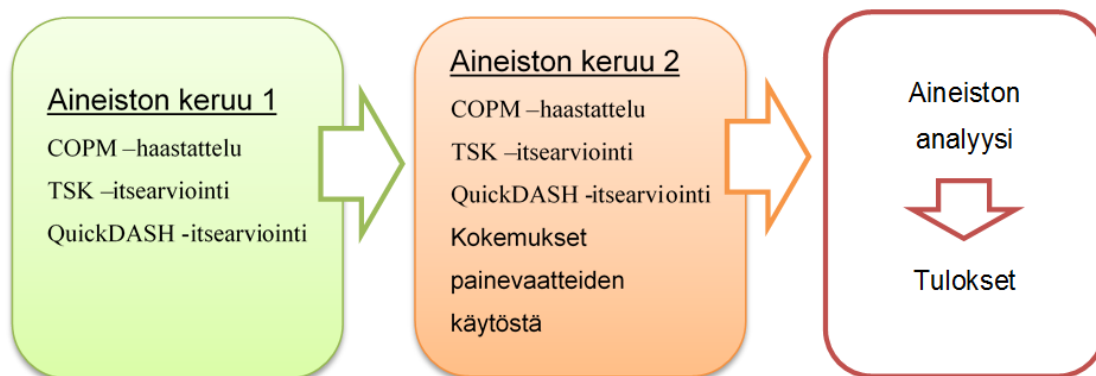 Aineiston keruu 1
COPM –haastattelu
TSK –itsearviointi
QuickDASH -itsearviointi
Aineiston keruu 2
COPM –haastattelu
TSK –itsearviointi
QuickDASH -itsearviointi
Kokemukset
painevaatteiden
käytöstä
Aineiston
analyysi
Tulokset